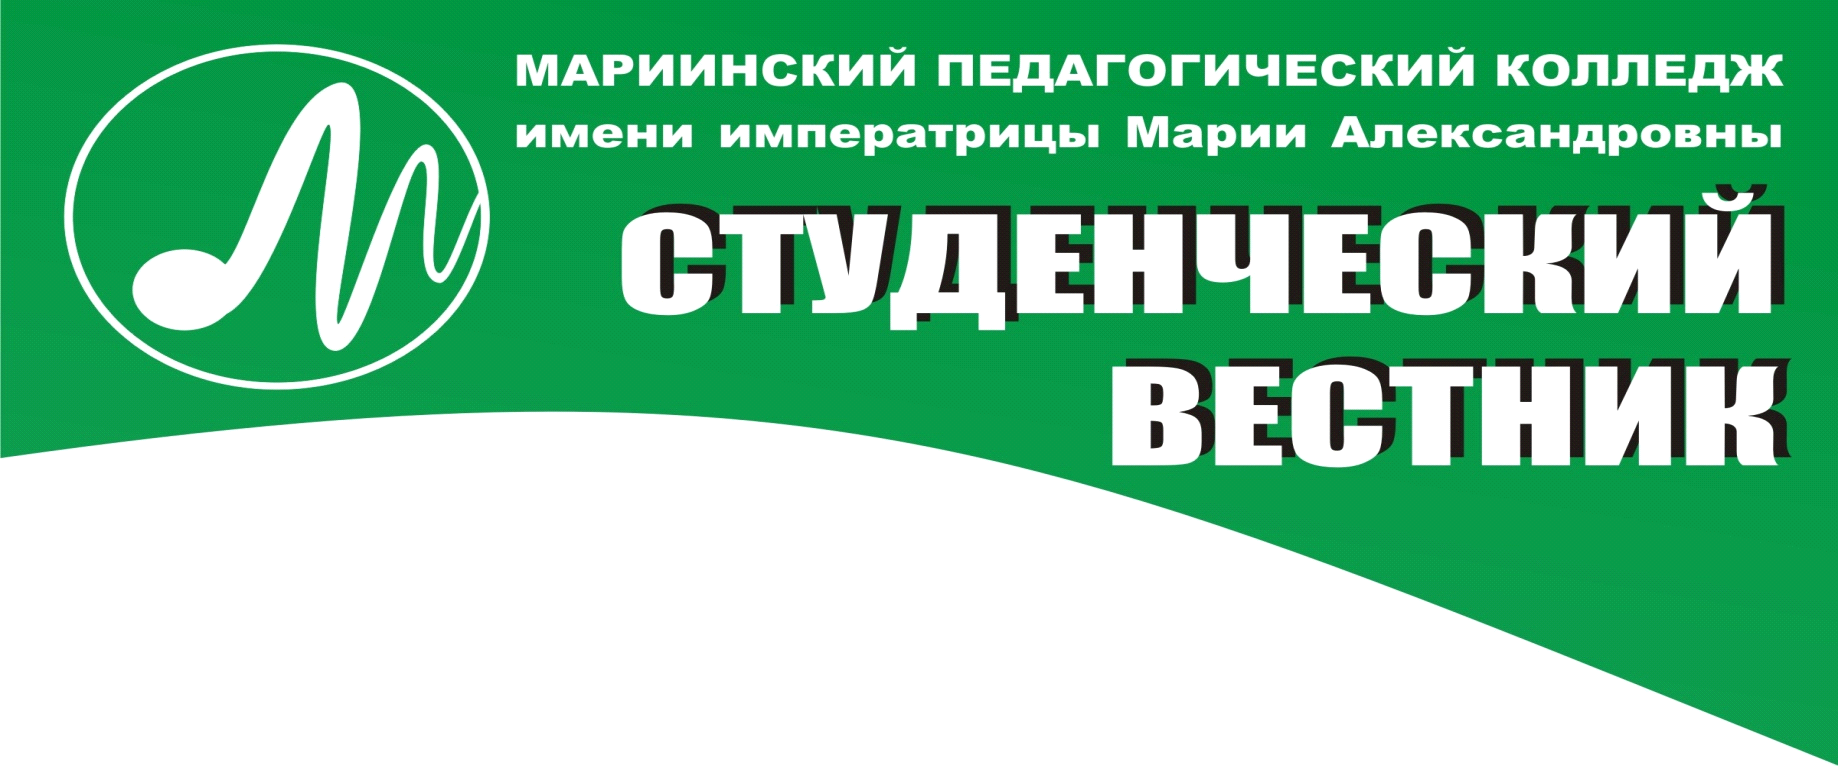 МАРИИНСКИЙ ПЕДАГОГИЧЕСКИЙ КОЛЛЕДЖ
имени императрицы Марии Александровны
СТУДЕНЧЕСКИЙ
ВЕСТНИК